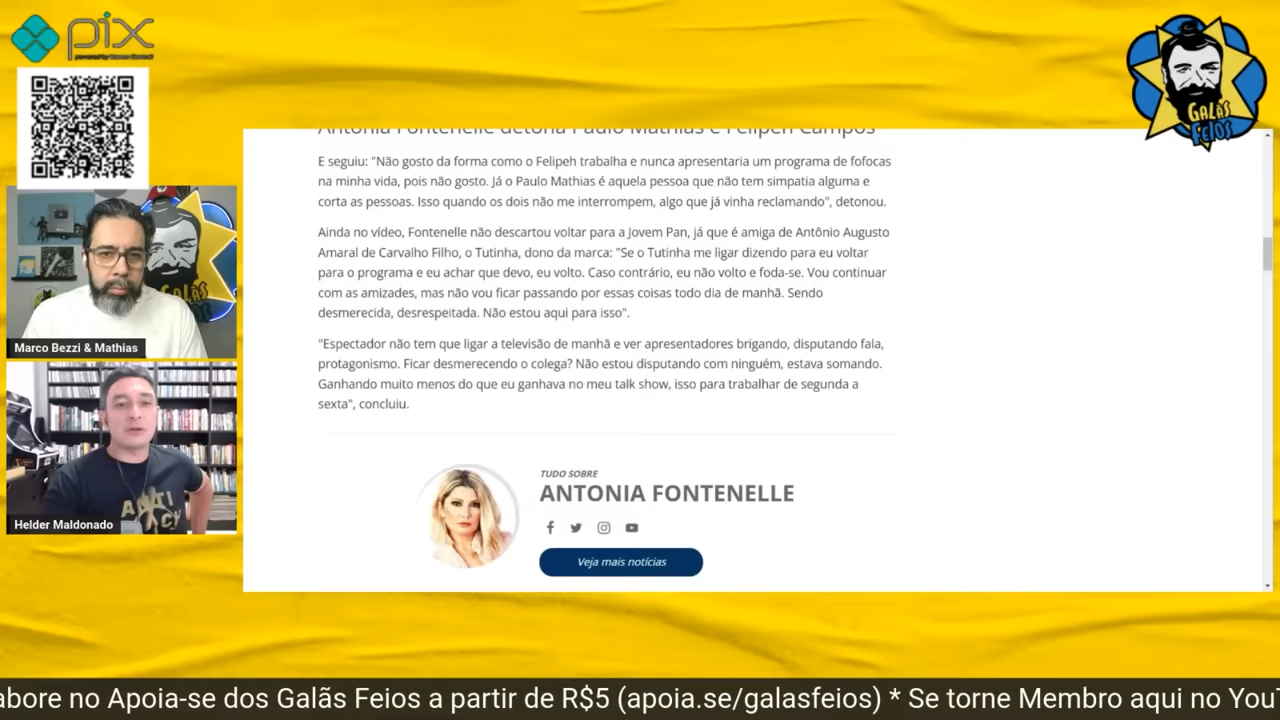 pix
powered by Banco Central
GALÃS
FEIOS
Antonia Fontenelle detona Paulo Mathias e Felipeh Campos
E seguiu: "Não gosto da forma como o Felipeh trabalha e nunca apresentaria um programa de fofocas
na minha vida, pois não gosto. Já o Paulo Mathias é aquela pessoa que não tem simpatia alguma e
corta as pessoas. Isso quando os dois não me interrompem, algo que já vinha reclamando", detonou.
Ainda no vídeo, Fontenelle não descartou voltar para a Jovem Pan, já que é amiga de Antônio Augusto
Amaral de Carvalho Filho, o Tutinha, dono da marca: "Se o Tutinha me ligar dizendo para eu voltar
para o programa e eu achar que devo, eu volto. Caso contrário, eu não volto e foda-se. Vou continuar
com as amizades, mas não vou ficar passando por essas coisas todo dia de manhã. Sendo
desmerecida, desrespeitada. Não estou aqui para isso".
"Espectador não tem que ligar a televisão de manhã e ver apresentadores brigando, disputando fala,
protagonismo. Ficar desmerecendo o colega? Não estou disputando com ninguém, estava somando.
Ganhando muito menos do que eu ganhava no meu talk show, isso para trabalhar de segunda a
sexta", concluiu.
TUDO SOBRE
ANTONIA FONTENELLE
Veja mais notícias
GALÃS
Marco Bezzi & Mathias
Helder Maldonado
abore no Apoia-se dos Galãs Feios a partir de R$5 (apoia.se/galasfeios) * Se torne Membro aqui no YouT